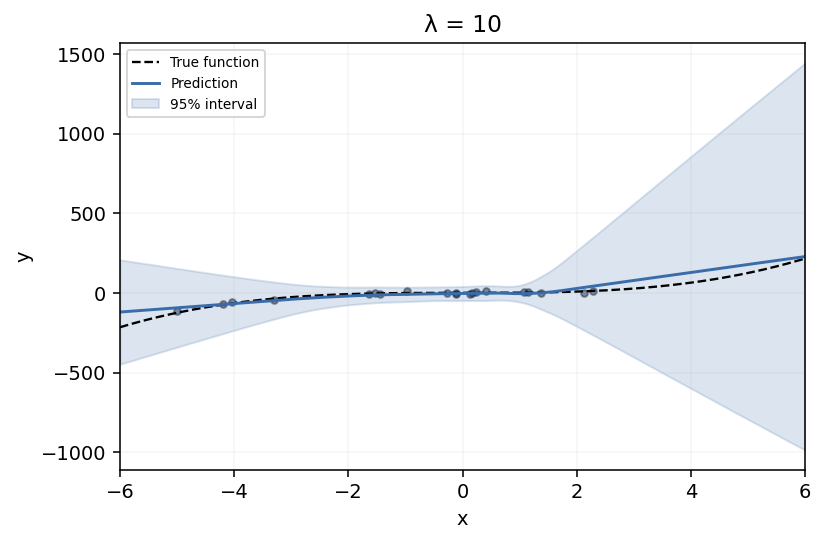 λ = 10
1500
1000
500
0
−500
−1000
y
True function
Prediction
95% interval
−6
−4
−2
0
2
4
6
x